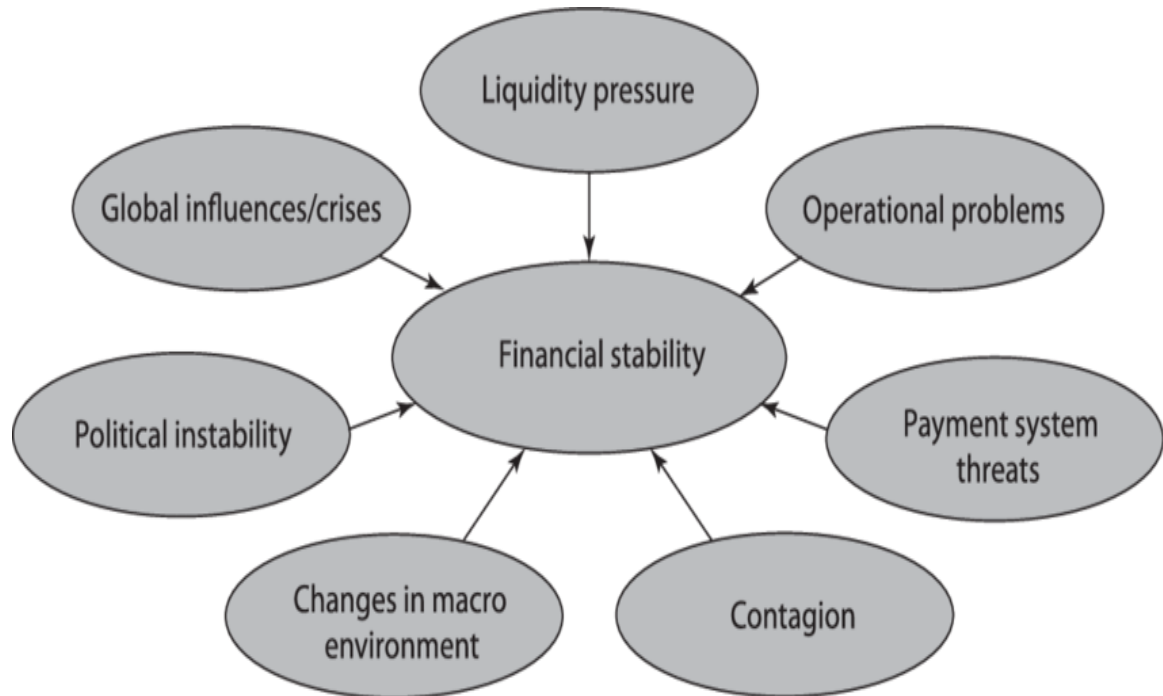 Liquidity pressure
Global influences/crises
Operational problems
Financial stability
Political instability
Payment system
threats
Changes in macro
environment
Contagion